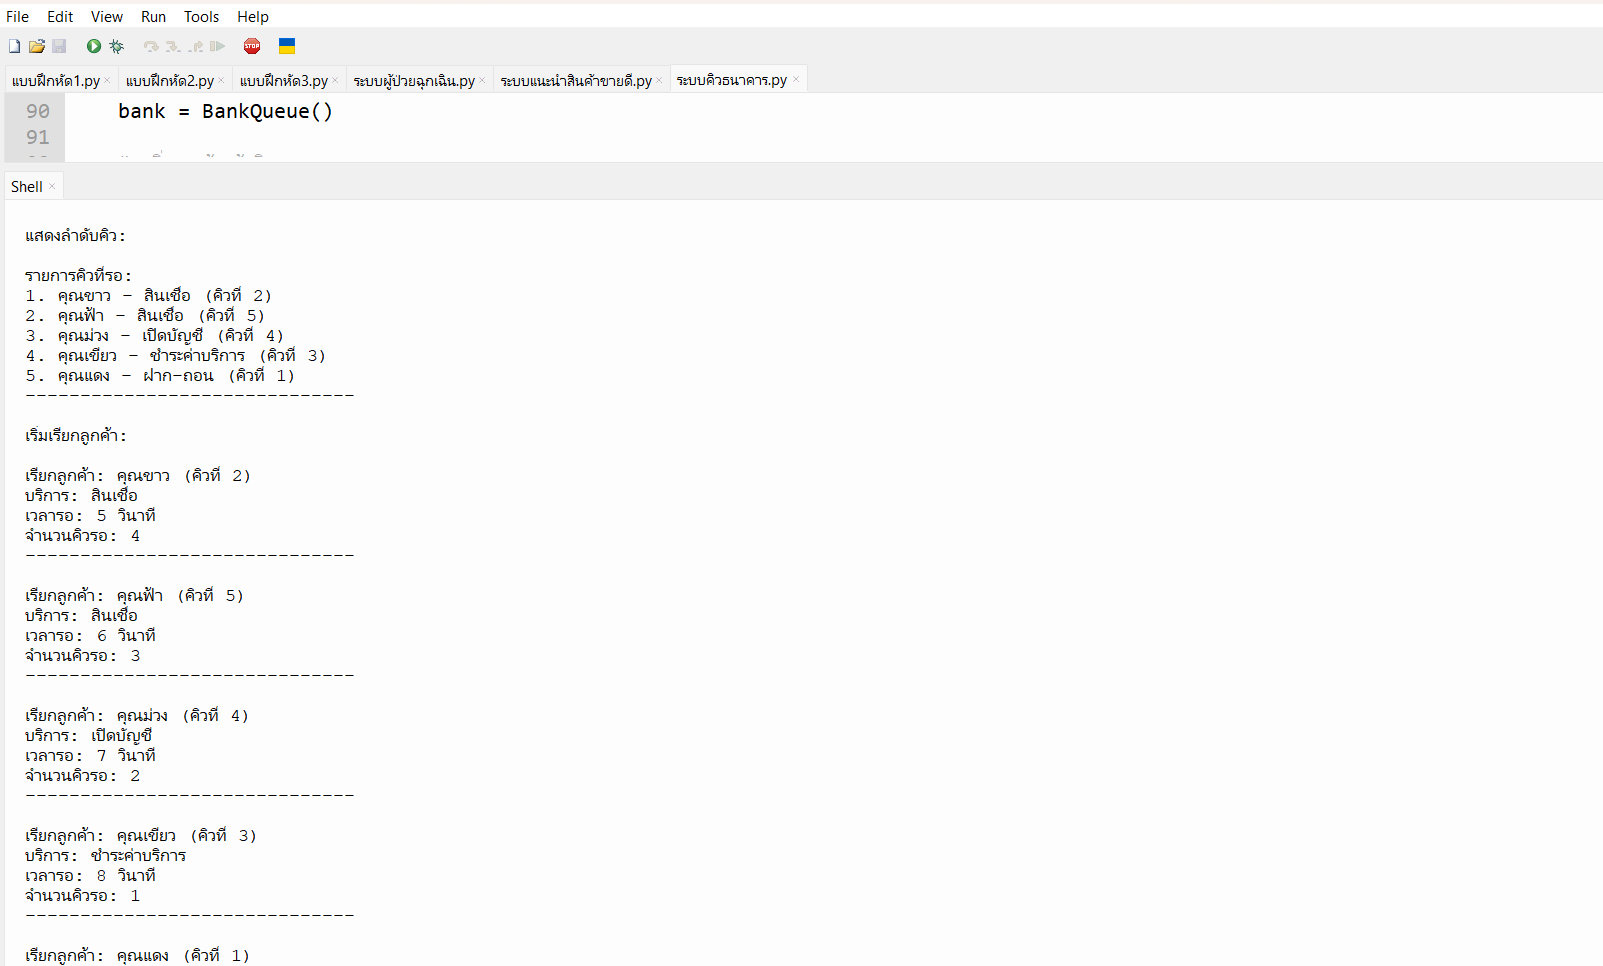 File Edit View Run Tools Help
STOP
แบบฝึกหัด1.py × แบบฝึกหัด2.py × แบบฝึกหัด3.py × ระบบผู้ป่วยฉุกเฉิน.py × ระบบแนะนำสินค้าขายดี.py × ระบบคิวธนาคาร.py ×
90 bank = BankQueue()
91
Shell ×
แสดงลำดับคิว:
รายการคิวที่รอ:
1. คุณขาว - สินเชื่อ (คิวที่ 2)
2. คุณฟ้า - สินเชื่อ (คิวที่ 5)
3. คุณม่วง - เปิดบัญชี (คิวที่ 4)
4. คุณเขียว - ชำระค่าบริการ (คิวที่ 3)
5. คุณแดง - ฝาก-ถอน (คิวที่ 1)
------------------------------
เริ่มเรียกลูกค้า:
เรียกลูกค้า: คุณขาว (คิวที่ 2)
บริการ: สินเชื่อ
เวลารอ: 5 วินาที
จำนวนคิวรอ: 4
------------------------------
เรียกลูกค้า: คุณฟ้า (คิวที่ 5)
บริการ: สินเชื่อ
เวลารอ: 6 วินาที
จำนวนคิวรอ: 3
------------------------------
เรียกลูกค้า: คุณม่วง (คิวที่ 4)
บริการ: เปิดบัญชี
เวลารอ: 7 วินาที
จำนวนคิวรอ: 2
------------------------------
เรียกลูกค้า: คุณเขียว (คิวที่ 3)
บริการ: ชำระค่าบริการ
เวลารอ: 8 วินาที
จำนวนคิวรอ: 1
------------------------------
เรียกลูกค้า: คุณแดง (คิวที่ 1)